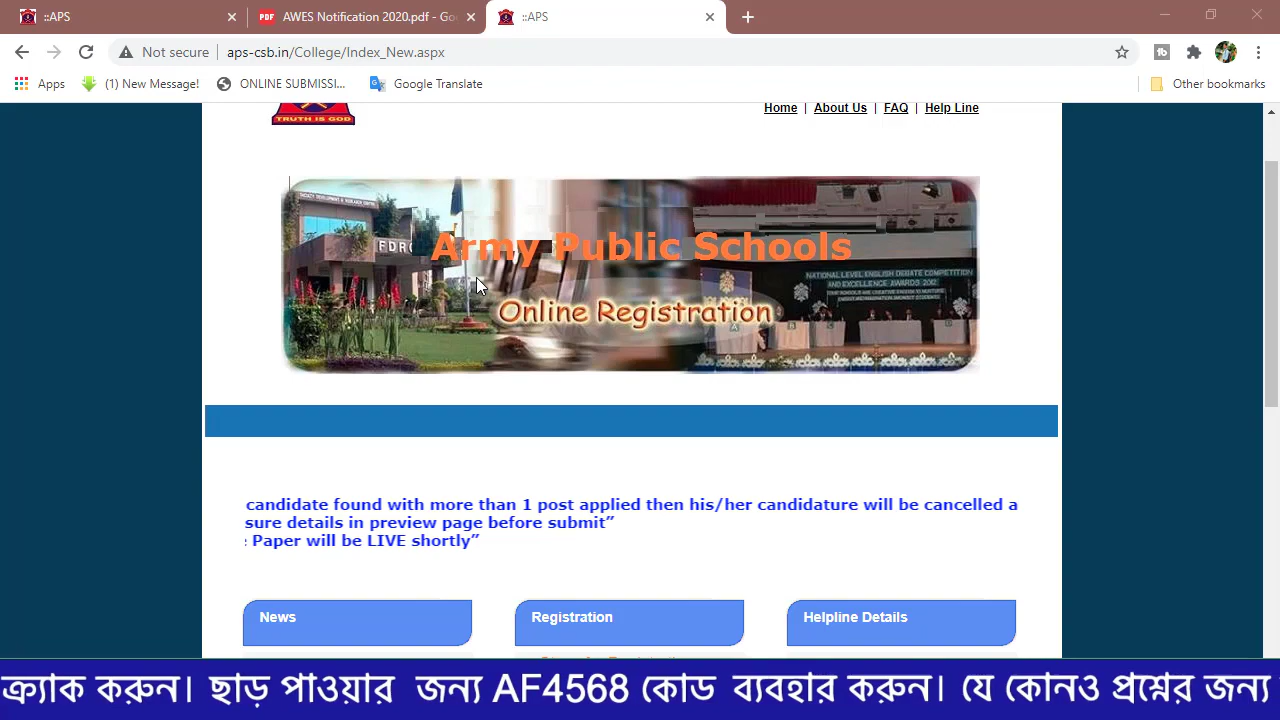 ::APS
AWES Notification 2020.pdf - Go
::APS
Not secure
aps-csb.in/College/Index_New.aspx
Apps
(1) New Message!
ONLINE SUBMISSI...
Google Translate
Other bookmarks
TRUTH IS GOD
Home | About Us | FAQ | Help Line
FDRC
Army Public Schools
NATIONAL LEVEL ENGLISH DEBATE COMPETITION
AND EXCELLENCE AWARDS 2012
Online Registration
candidate found with more than 1 post applied then his/her candidature will be cancelled a
sure details in preview page before submit”
Paper will be LIVE shortly”
News
Registration
Helpline Details
ক্র্যাক করুন। ছাড় পাওয়ার জন্য AF4568 কোড ব্যবহার করুন। যে কোনও প্রশ্নের জন্য